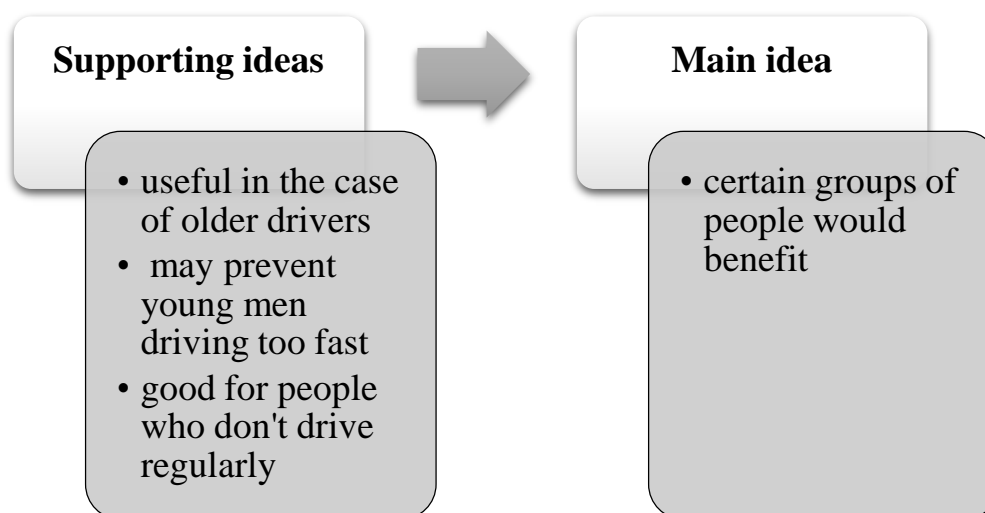 Supporting ideas
• useful in the case
of older drivers
• may prevent
young men
driving too fast
• good for people
who don't drive
regularly
Main idea
• certain groups of
people would
benefit